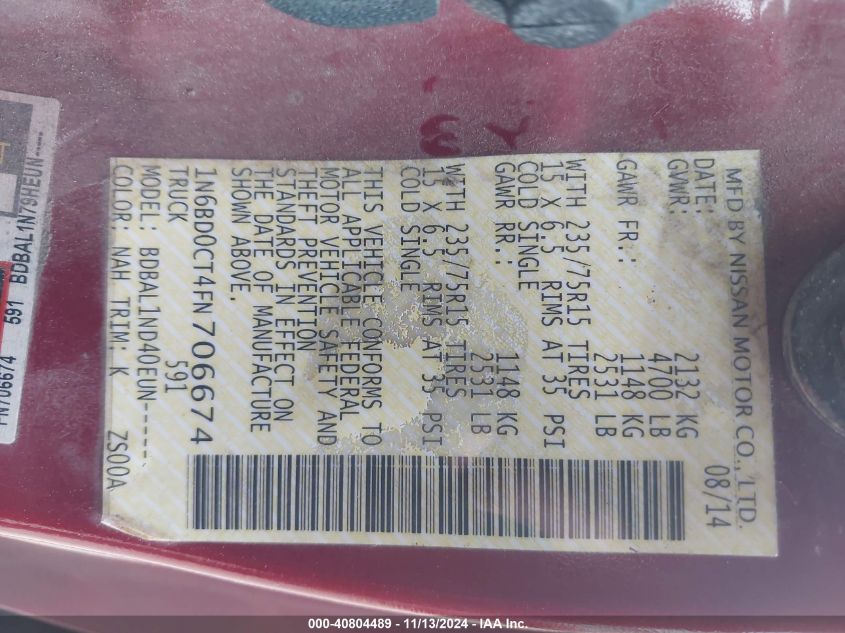 MFD BY NISSAN MOTOR CO., LTD.
DATE: 08/14
GVWR: 2132 KG
4700 LB
GAWR FR.: 1148 KG
2531 LB
WITH 235/75R15 TIRES
15 X 6.5 RIMS AT 35 PSI
COLD SINGLE
GAWR RR.: 1148 KG
2531 LB
WITH 235/75R15 TIRES
15 X 6.5 RIMS AT 35 PSI
COLD SINGLE
THIS VEHICLE CONFORMS TO
ALL APPLICABLE FEDERAL
MOTOR VEHICLE SAFETY AND
THEFT PREVENTION
STANDARDS IN EFFECT ON
THE DATE OF MANUFACTURE
SHOWN ABOVE.
1N6BD0CT4FN706674
TRUCK 591
MODEL: BDBAL1ND40EUN-----
COLOR: NAH TRIM: K ZS00A
591 BDBAL1N79HEUN-----
FN706674
000-40804489 - 11/13/2024 - IAA Inc.